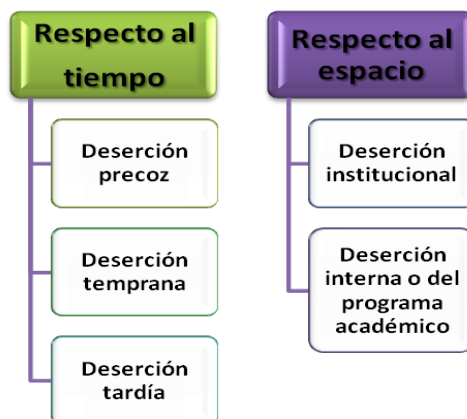 Respecto al
tiempo
Deserción
precoz
Deserción
temprana
Deserción
tardía
Respecto al
espacio
Deserción
institucional
Deserción
interna o del
programa
académico